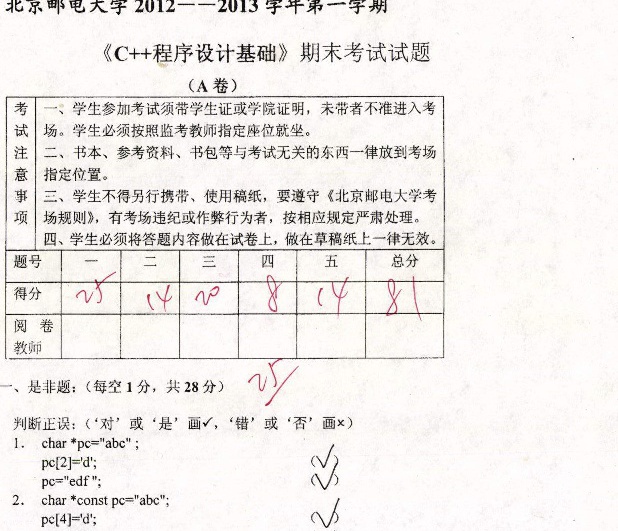 北京邮电大学 2012——2013 学年第一学期
《C++程序设计基础》期末考试试题
（A 卷）
考试注意事项
一、学生参加考试须带学生证或学院证明，未带者不准进入考
场。学生必须按照监考教师指定座位就坐。
二、书本、参考资料、书包等与考试无关的东西一律放到考场
指定位置。
三、学生不得另行携带、使用稿纸，要遵守《北京邮电大学考
场规则》，有考场违纪或作弊行为者，按相应规定严肃处理。
四、学生必须将答题内容做在试卷上，做在草稿纸上一律无效。
题号 一 二 三 四 五 总分
得分 25 14 20 8 14 81
阅 卷
教师
一、是非题：（每空 1 分，共 28 分） 25
判断正误：（‘对’或‘是’画✓，‘错’或‘否’画×）
1. char *pc="abc" ;
pc[2]='d'; (✓)
pc="edf "; (✓)
2. char *const pc="abc";
pc[4]='d'; (✓)